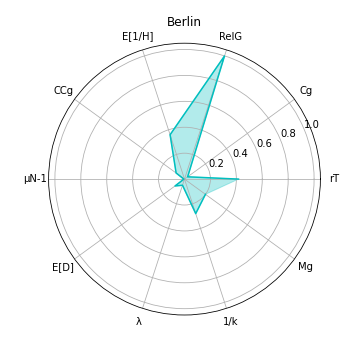 Berlin
E[1/H]
RelG
CCg
Cg
1.0
0.8
0.6
0.4
0.2
μN-1
rT
E[D]
Mg
λ
1/k